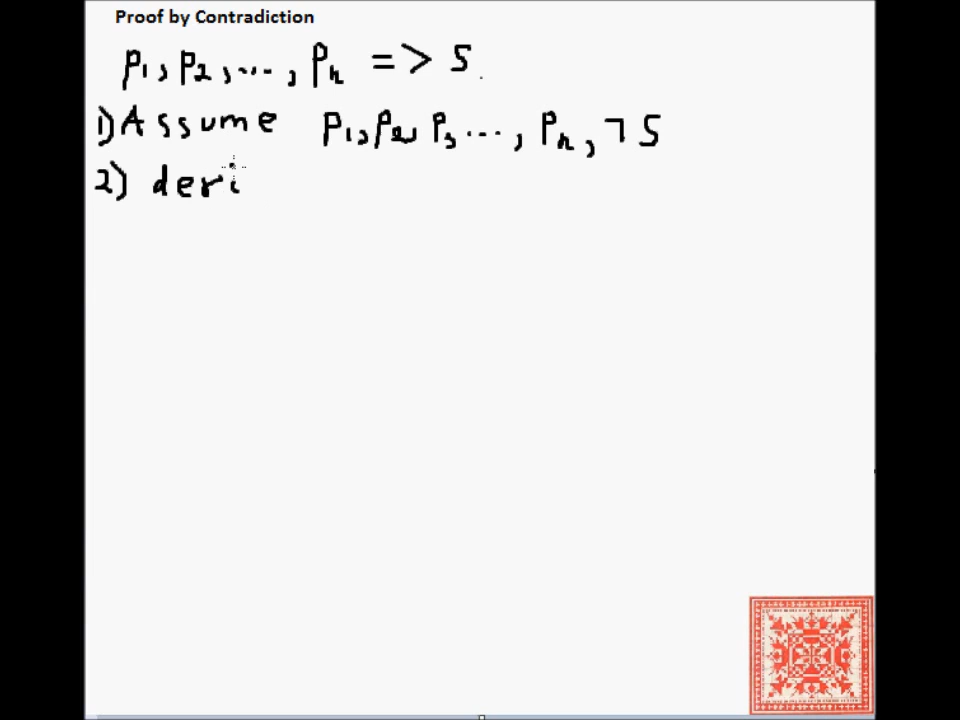 Proof by Contradiction
P1, P2, ..., Pn => S.
1) Assume P1, P2, P3 ..., Pn, ¬S
2) deri